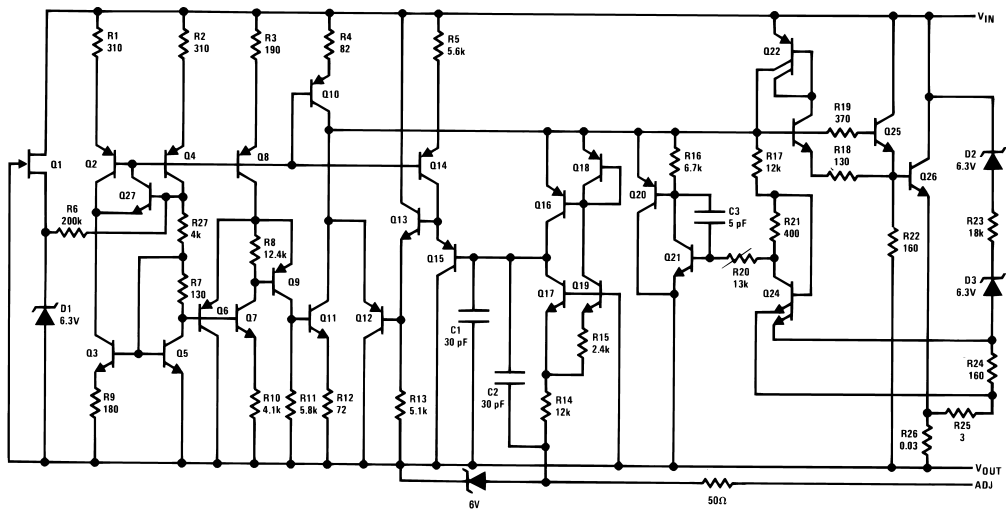 R1
310
R2
310
R3
190
R4
82
R5
5.6k
VIN
Q22
Q10
R19
370
Q25
R18
130
D2
6.3V
Q1
Q2
Q4
Q8
Q14
Q18
R16
6.7k
R17
12k
Q26
Q27
R6
200k
R27
4k
Q13
Q16
Q20
C3
5 pF
R21
400
R23
18k
R8
12.4k
Q15
Q21
R20
13k
R22
160
D1
6.3V
R7
130
Q6
Q7
Q9
Q11
Q12
Q17
Q19
Q24
D3
6.3V
C1
30 pF
Q3
Q5
R15
2.4k
C2
30 pF
R24
160
R9
180
R10
4.1k
R11
5.8k
R12
72
R13
5.1k
R14
12k
R26
0.03
R25
3
VOUT
ADJ
6V
50Ω